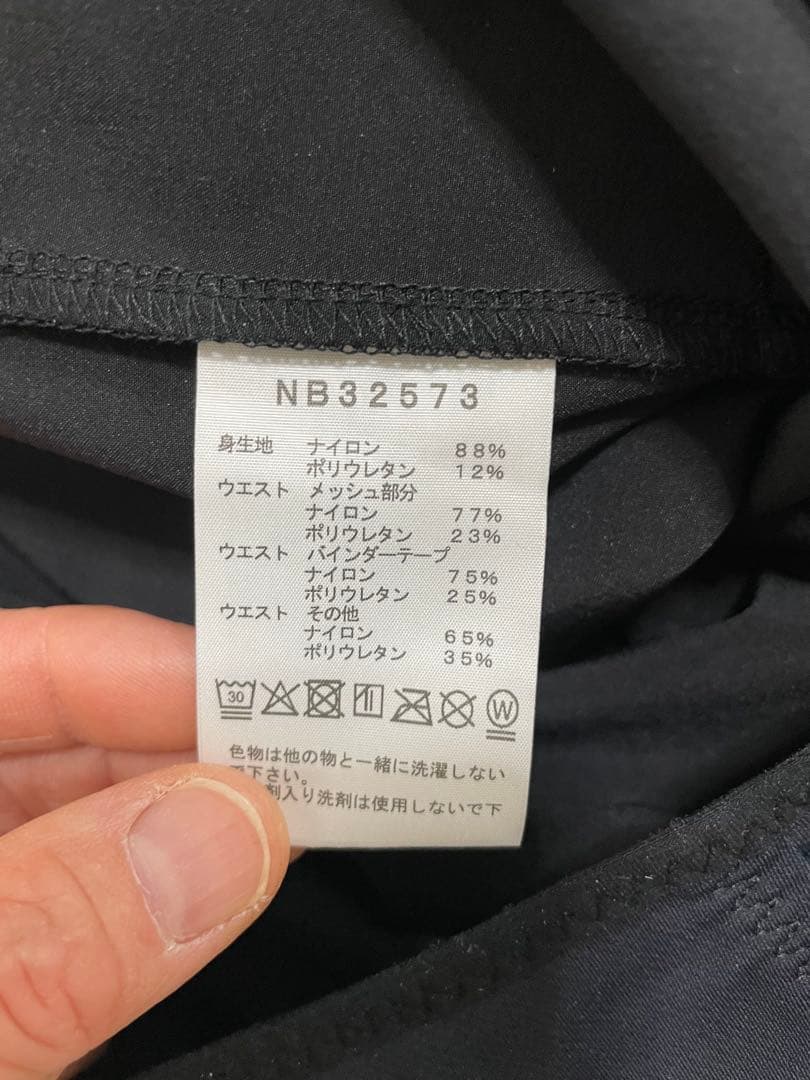 NB32573
身生地 ナイロン 88%
ポリウレタン 12%
ウエスト メッシュ部分
ナイロン 77%
ポリウレタン 23%
ウエスト バインダーテープ
ナイロン 75%
ポリウレタン 25%
ウエスト その他
ナイロン 65%
ポリウレタン 35%
30 W
色物は他の物と一緒に洗濯しない
で下さい。
剤入り洗剤は使用しないで下